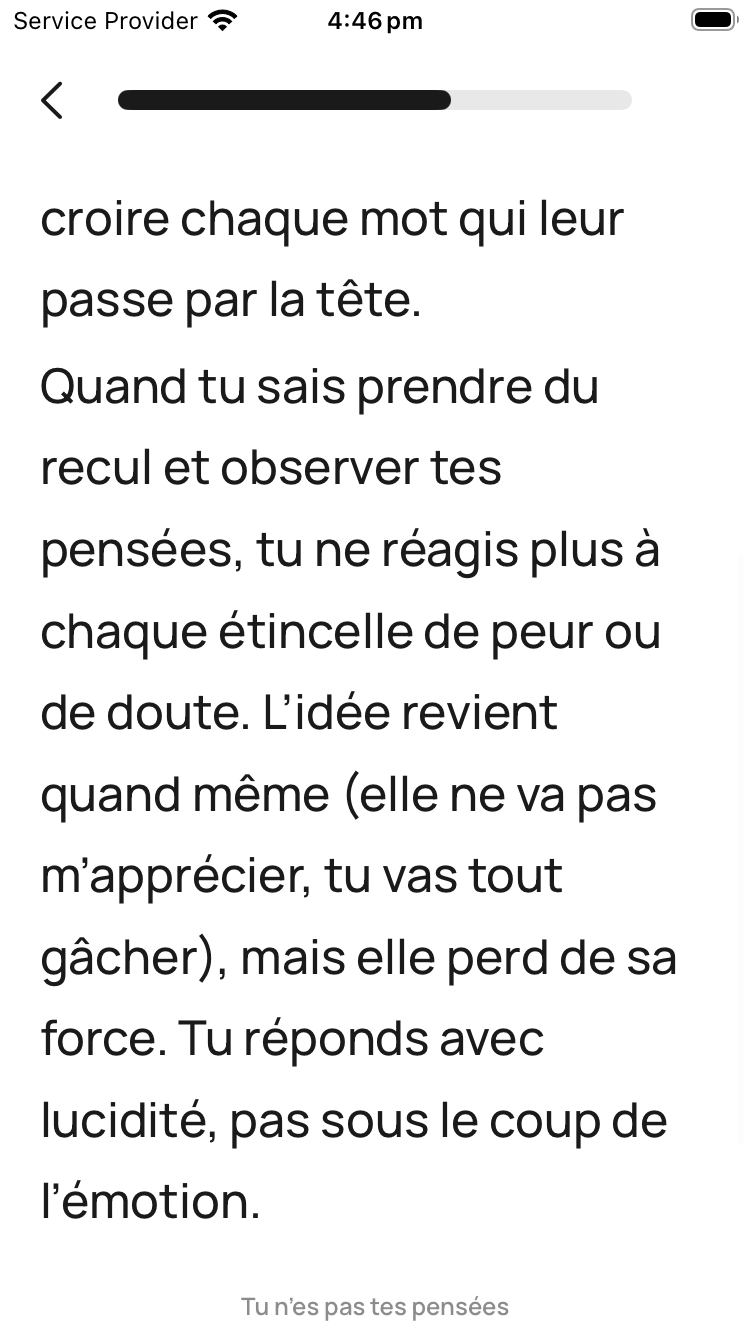 Service Provider 4:46 pm
croire chaque mot qui leur
passe par la tête.
Quand tu sais prendre du
recul et observer tes
pensées, tu ne réagis plus à
chaque étincelle de peur ou
de doute. L’idée revient
quand même (elle ne va pas
m’apprécier, tu vas tout
gâcher), mais elle perd de sa
force. Tu réponds avec
lucidité, pas sous le coup de
l’émotion.
Tu n’es pas tes pensées